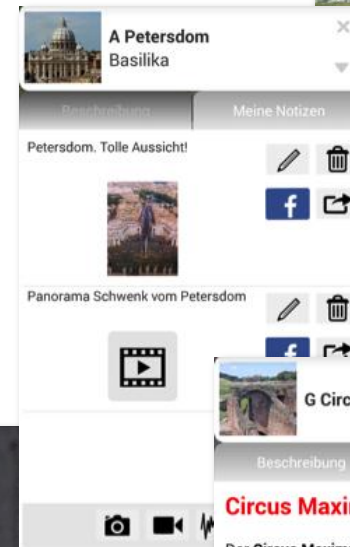 A Petersdom
Basilika
Beschreibung
Meine Notizen
Petersdom. Tolle Aussicht!
f
Panorama Schwenk vom Petersdom
f
G Circ
Beschreibung
Circus Maxi